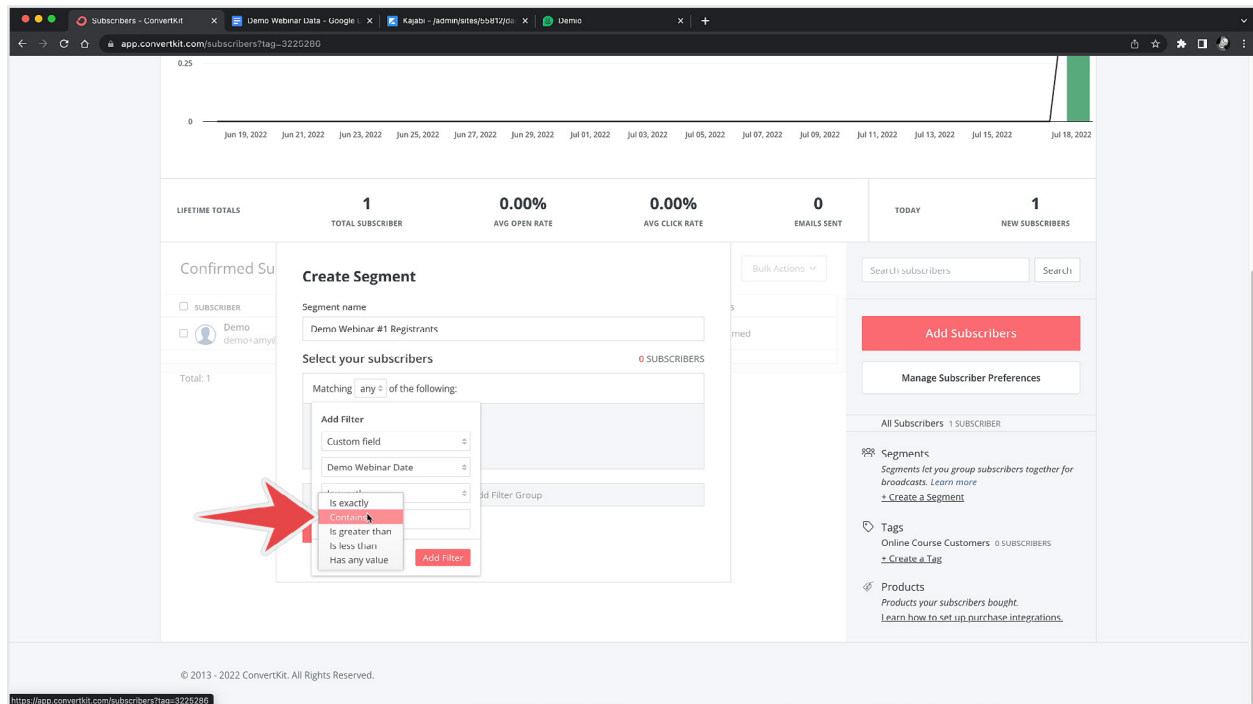 Subscribers - ConvertKit
Demo Webinar Data - Google
Kajabi - /admin/sites/55812/da
Demio
app.convertkit.com/subscribers?tag=3225286
0.25
0
Jun 19, 2022 Jun 21, 2022 Jun 23, 2022 Jun 25, 2022 Jun 27, 2022 Jun 29, 2022 Jul 01, 2022 Jul 03, 2022 Jul 05, 2022 Jul 07, 2022 Jul 09, 2022 Jul 11, 2022 Jul 13, 2022 Jul 15, 2022 Jul 18, 2022
LIFETIME TOTALS
1
TOTAL SUBSCRIBER
0.00%
AVG OPEN RATE
0.00%
AVG CLICK RATE
0
EMAILS SENT
TODAY
1
NEW SUBSCRIBERS
Confirmed Su
Bulk Actions
SUBSCRIBER
Demo
demo+amy
med
Total: 1
Create Segment
Segment name
Demo Webinar #1 Registrants
Select your subscribers
0 SUBSCRIBERS
Matching any of the following:
Add Filter
Custom field
Demo Webinar Date
Is exactly
Contains
Is greater than
Is less than
Has any value
Add Filter
dd Filter Group
Search subscribers
Search
Add Subscribers
Manage Subscriber Preferences
All Subscribers 1 SUBSCRIBER
Segments
Segments let you group subscribers together for
broadcasts. Learn more
+ Create a Segment
Tags
Online Course Customers 0 SUBSCRIBERS
+ Create a Tag
Products
Products your subscribers bought.
Learn how to set up purchase integrations.
© 2013 - 2022 ConvertKit. All Rights Reserved.
https://app.convertkit.com/subscribers?tag=3225286